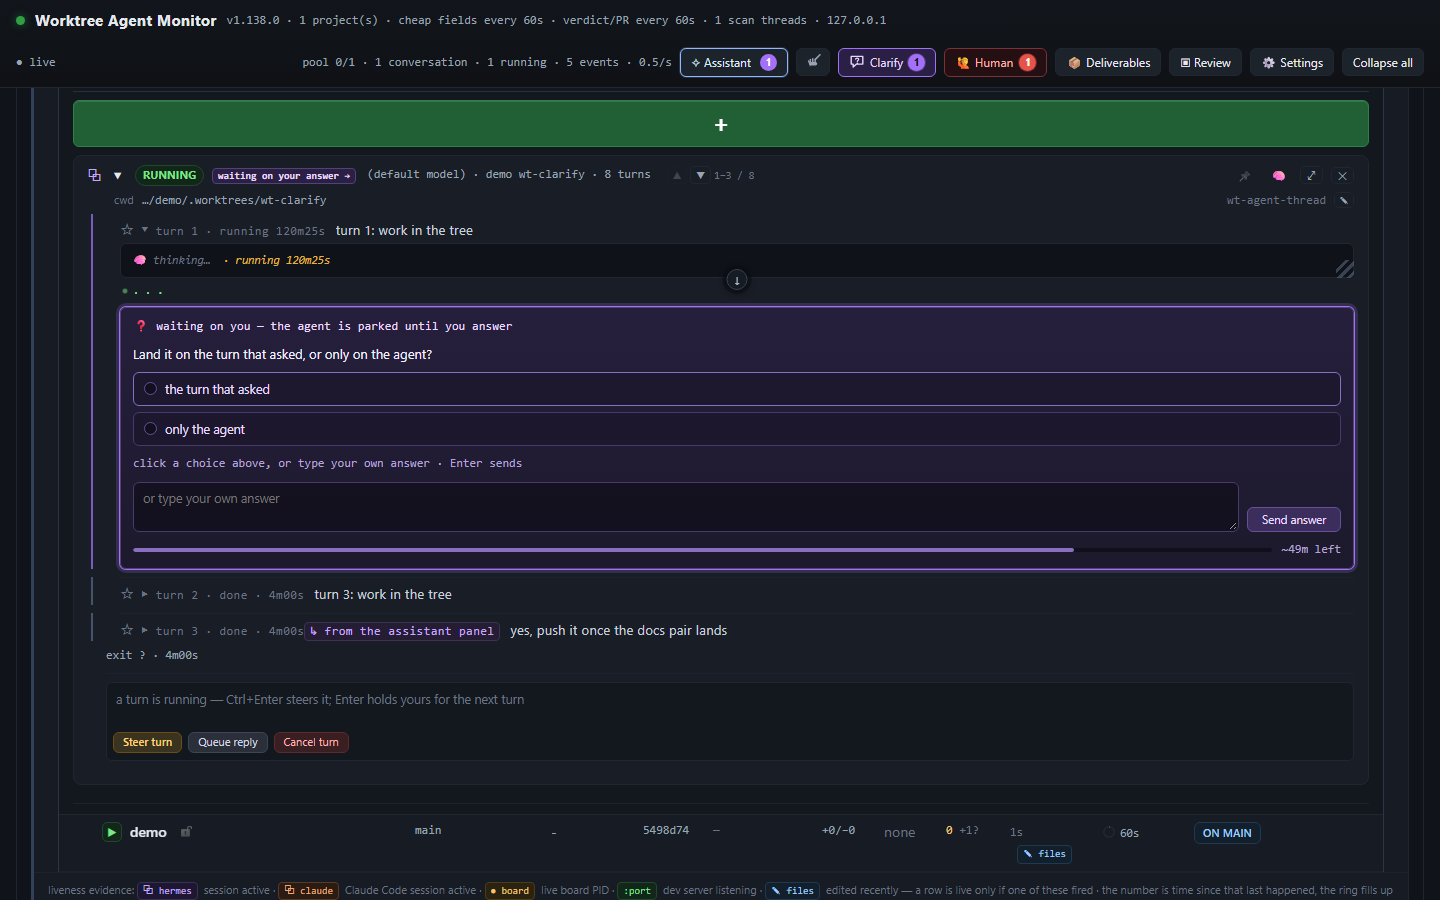 Worktree Agent Monitor v1.138.0 · 1 project(s) · cheap fields every 60s · verdict/PR every 60s · 1 scan threads · 127.0.0.1
● live pool 0/1 · 1 conversation · 1 running · 5 events · 0.5/s Assistant 1 Clarify 1 Human 1 Deliverables Review Settings Collapse all
+
RUNNING waiting on your answer → (default model) · demo wt-clarify · 8 turns 1–3 / 8
cwd …/demo/.worktrees/wt-clarify wt-agent-thread
turn 1 · running 120m25s turn 1: work in the tree
thinking… · running 120m25s
↓
...
? waiting on you — the agent is parked until you answer
Land it on the turn that asked, or only on the agent?
the turn that asked
only the agent
click a choice above, or type your own answer · Enter sends
or type your own answer
Send answer
~49m left
turn 2 · done · 4m00s turn 3: work in the tree
turn 3 · done · 4m00s ↳ from the assistant panel yes, push it once the docs pair lands
exit ? · 4m00s
a turn is running — Ctrl+Enter steers it; Enter holds yours for the next turn
Steer turn Queue reply Cancel turn
demo main – 5498d74 — +0/−0 none 0 +1? 1s 60s ON MAIN
files
liveness evidence: hermes session active · claude Claude Code session active · board live board PID · :port dev server listening · files edited recently — a row is live only if one of these fired · the number is time since that last happened, the ring fills up